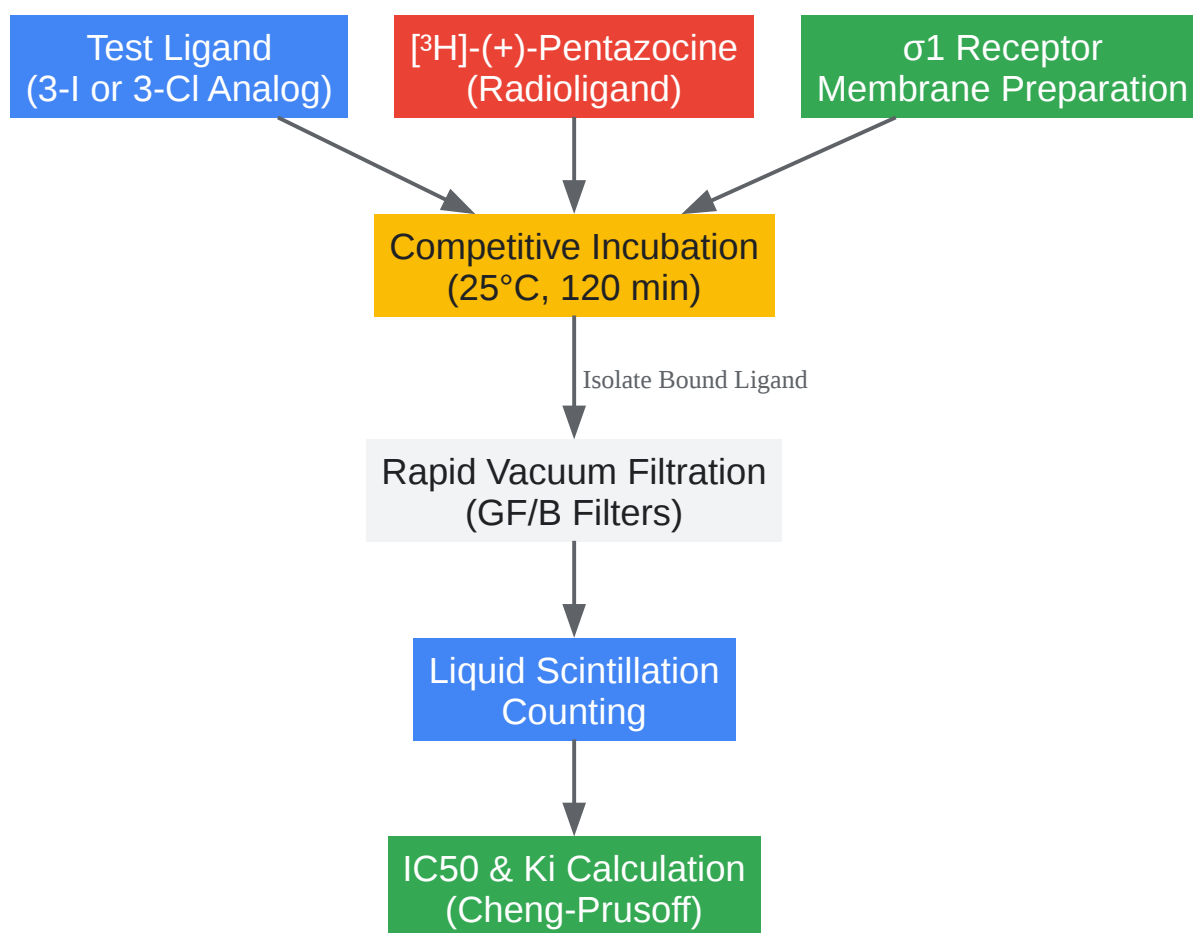 Test Ligand
(3-I or 3-Cl Analog)
[³H]-(+)-Pentazocine
(Radioligand)
σ1 Receptor
Membrane Preparation
Competitive Incubation
(25°C, 120 min)
Isolate Bound Ligand
Rapid Vacuum Filtration
(GF/B Filters)
Liquid Scintillation
Counting
IC50 & Ki Calculation
(Cheng-Prusoff)